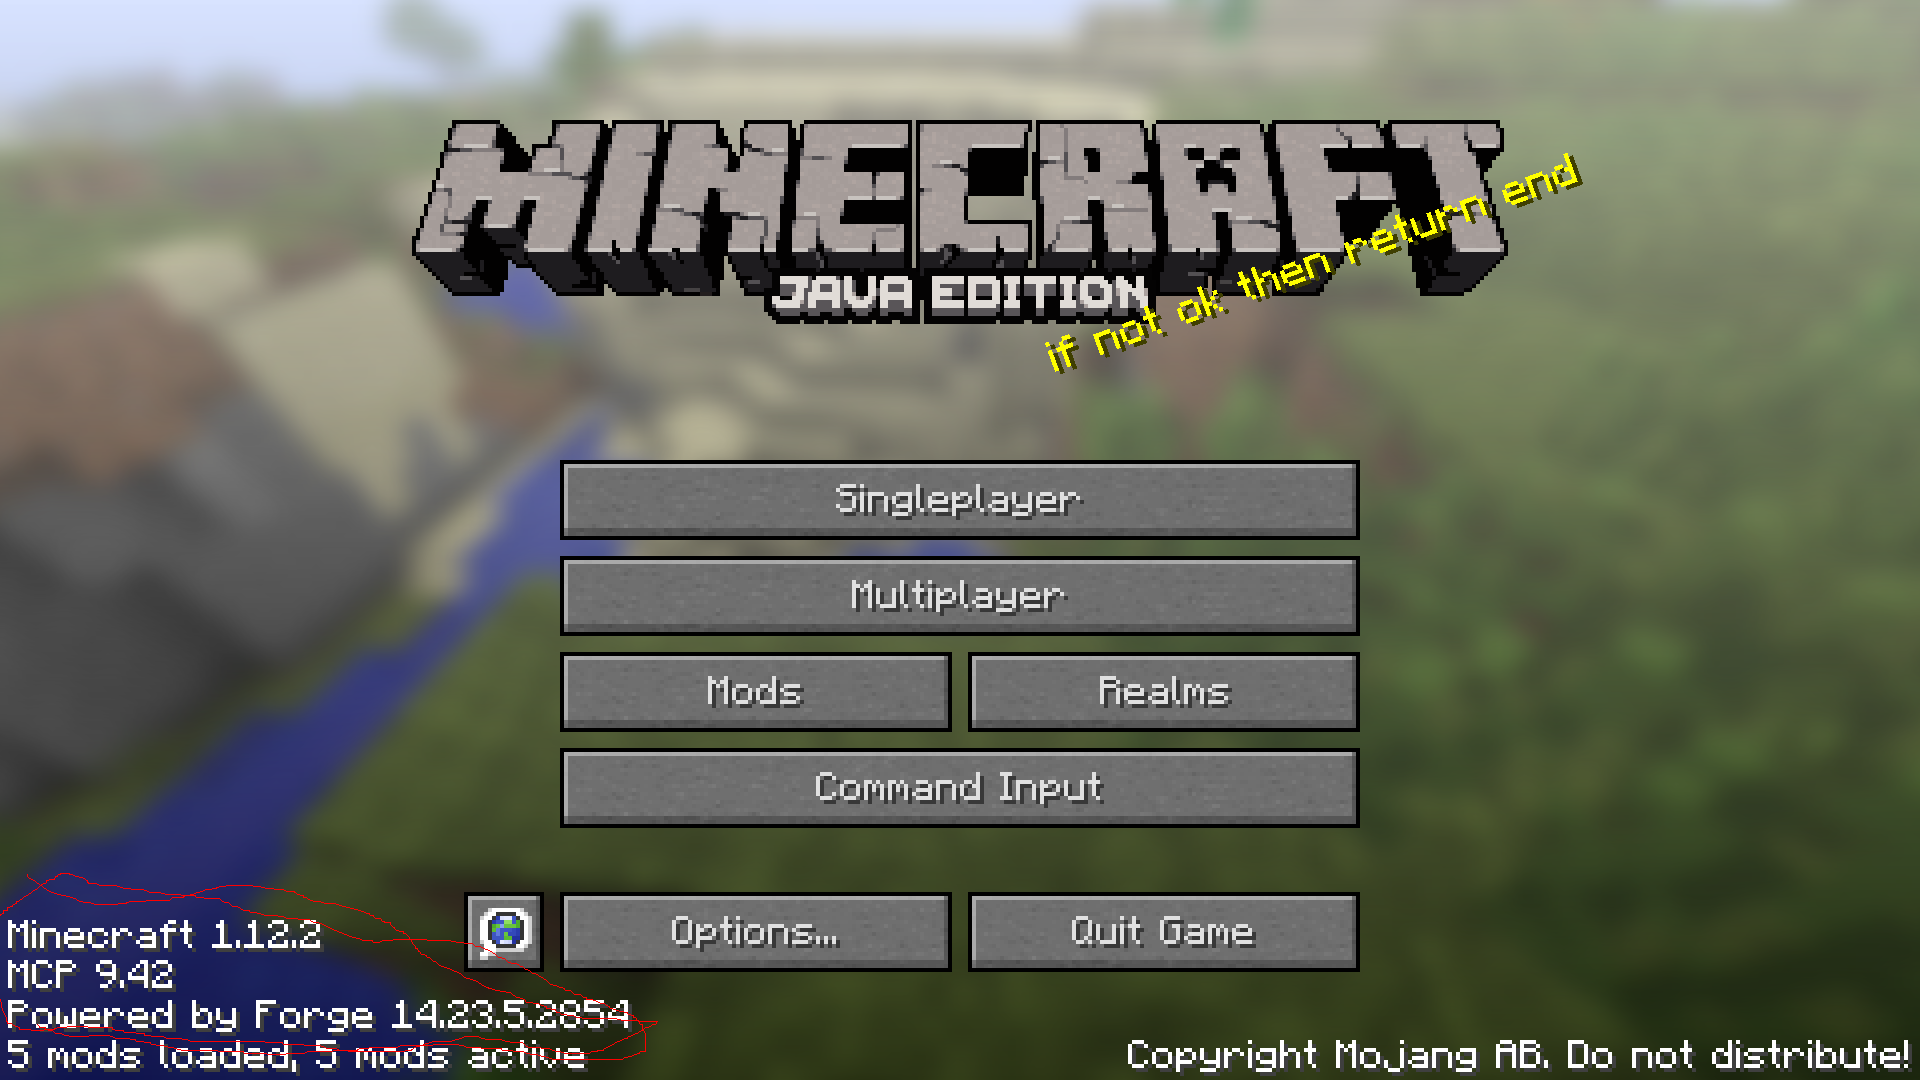 MINECRAFT
JAVA EDITION
if not ok then return end
Singleplayer
Multiplayer
Mods
Realms
Command Input
Options...
Quit Game
Minecraft 1.12.2
MCP 9.42
Powered by Forge 14.23.5.2854
5 mods loaded, 5 mods active
Copyright Mojang AB. Do not distribute!